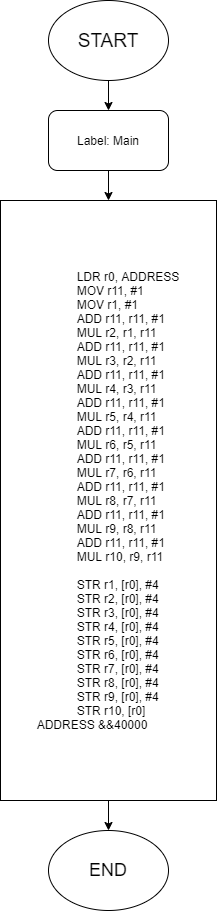 START
Label: Main
LDR r0, ADDRESS
MOV r11, #1
MOV r1, #1
ADD r11, r11, #1
MUL r2, r1, r11
ADD r11, r11, #1
MUL r3, r2, r11
ADD r11, r11, #1
MUL r4, r3, r11
ADD r11, r11, #1
MUL r5, r4, r11
ADD r11, r11, #1
MUL r6, r5, r11
ADD r11, r11, #1
MUL r7, r6, r11
ADD r11, r11, #1
MUL r8, r7, r11
ADD r11, r11, #1
MUL r9, r8, r11
ADD r11, r11, #1
MUL r10, r9, r11
STR r1, [r0], #4
STR r2, [r0], #4
STR r3, [r0], #4
STR r4, [r0], #4
STR r5, [r0], #4
STR r6, [r0], #4
STR r7, [r0], #4
STR r8, [r0], #4
STR r9, [r0], #4
STR r10, [r0]
ADDRESS &&40000
END